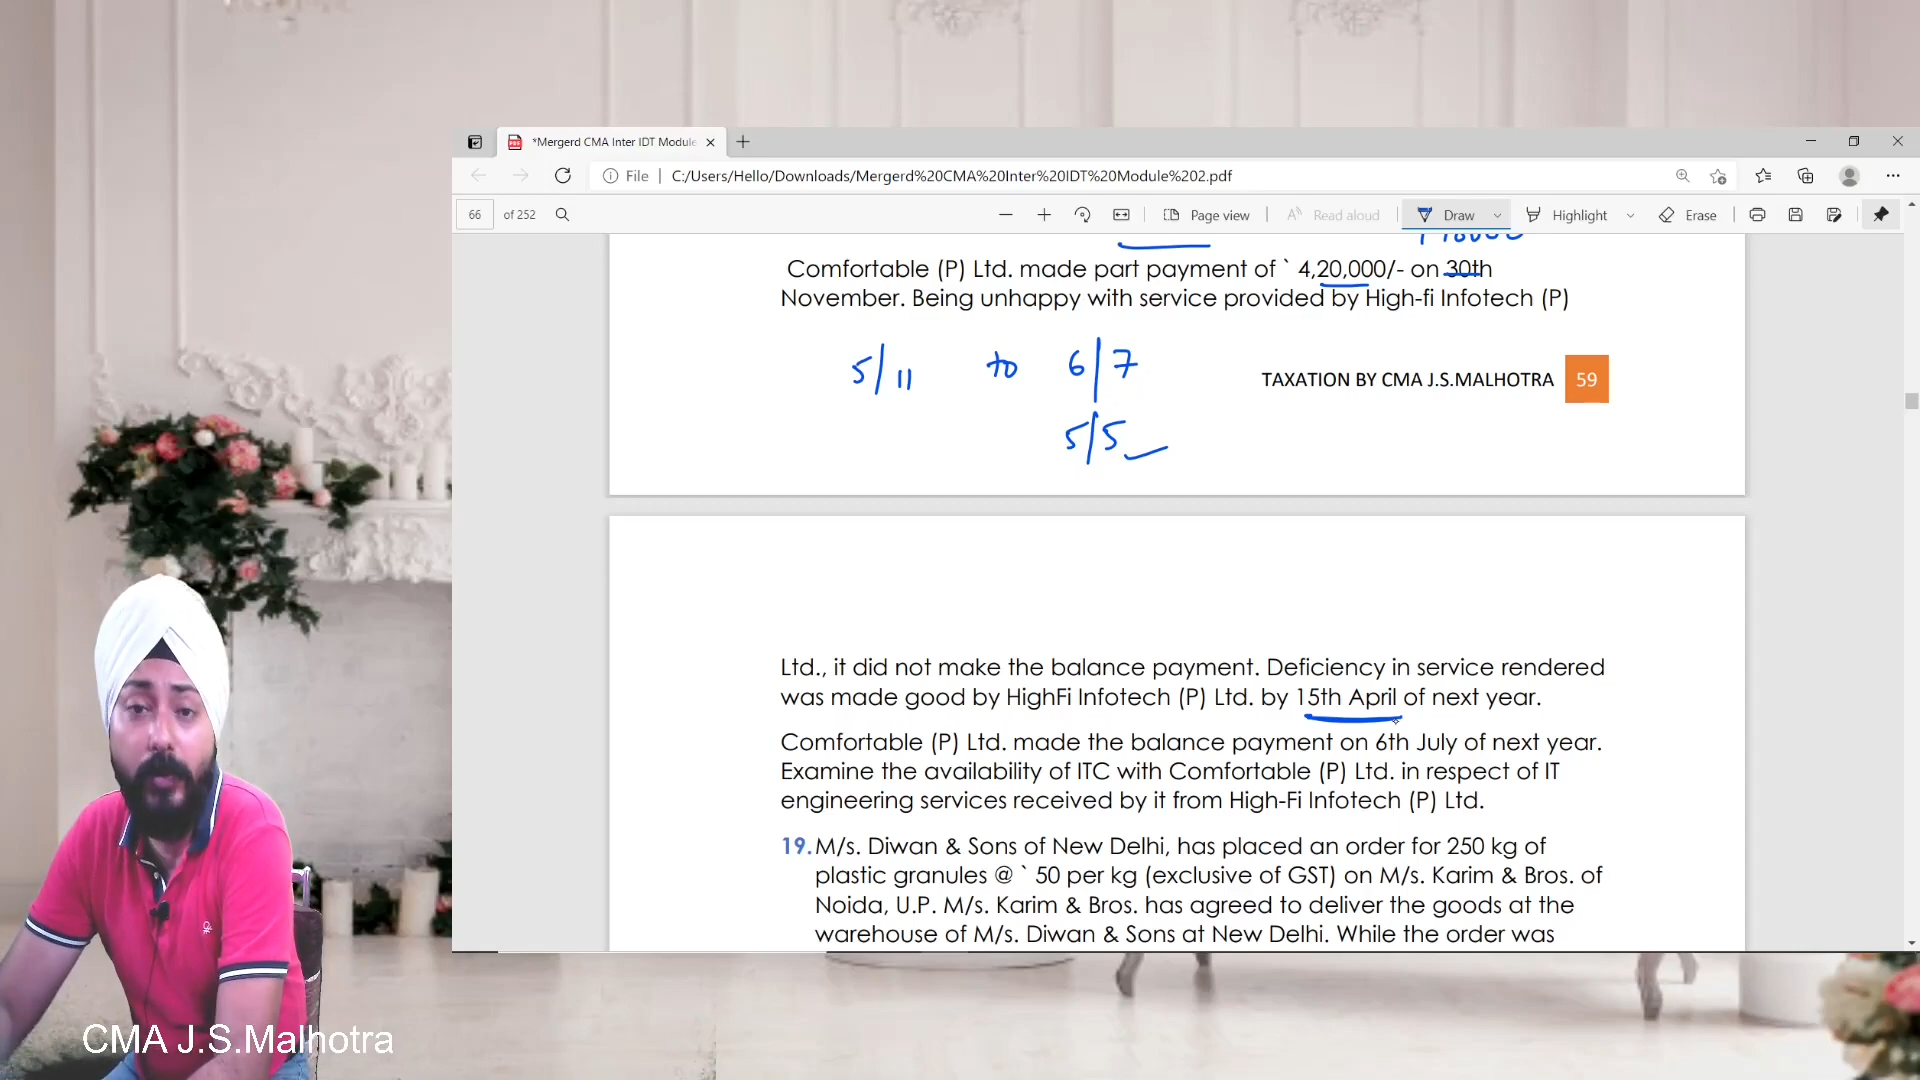 *Mergerd CMA Inter IDT Module
File
C:/Users/Hello/Downloads/Mergerd%20CMA%20Inter%20IDT%20Module%202.pdf
66 of 252
Page view
Read aloud
Draw
Highlight
Erase
Comfortable (P) Ltd. made part payment of ` 4,20,000/- on 30th
November. Being unhappy with service provided by High-fi Infotech (P)
5/11 to 6/7
5/5
TAXATION BY CMA J.S.MALHOTRA 59
Ltd., it did not make the balance payment. Deficiency in service rendered
was made good by HighFi Infotech (P) Ltd. by 15th April of next year.
Comfortable (P) Ltd. made the balance payment on 6th July of next year.
Examine the availability of ITC with Comfortable (P) Ltd. in respect of IT
engineering services received by it from High-Fi Infotech (P) Ltd.
19. M/s. Diwan & Sons of New Delhi, has placed an order for 250 kg of
plastic granules @ ` 50 per kg (exclusive of GST) on M/s. Karim & Bros. of
Noida, U.P. M/s. Karim & Bros. has agreed to deliver the goods at the
warehouse of M/s. Diwan & Sons at New Delhi. While the order was
CMA J.S.Malhotra